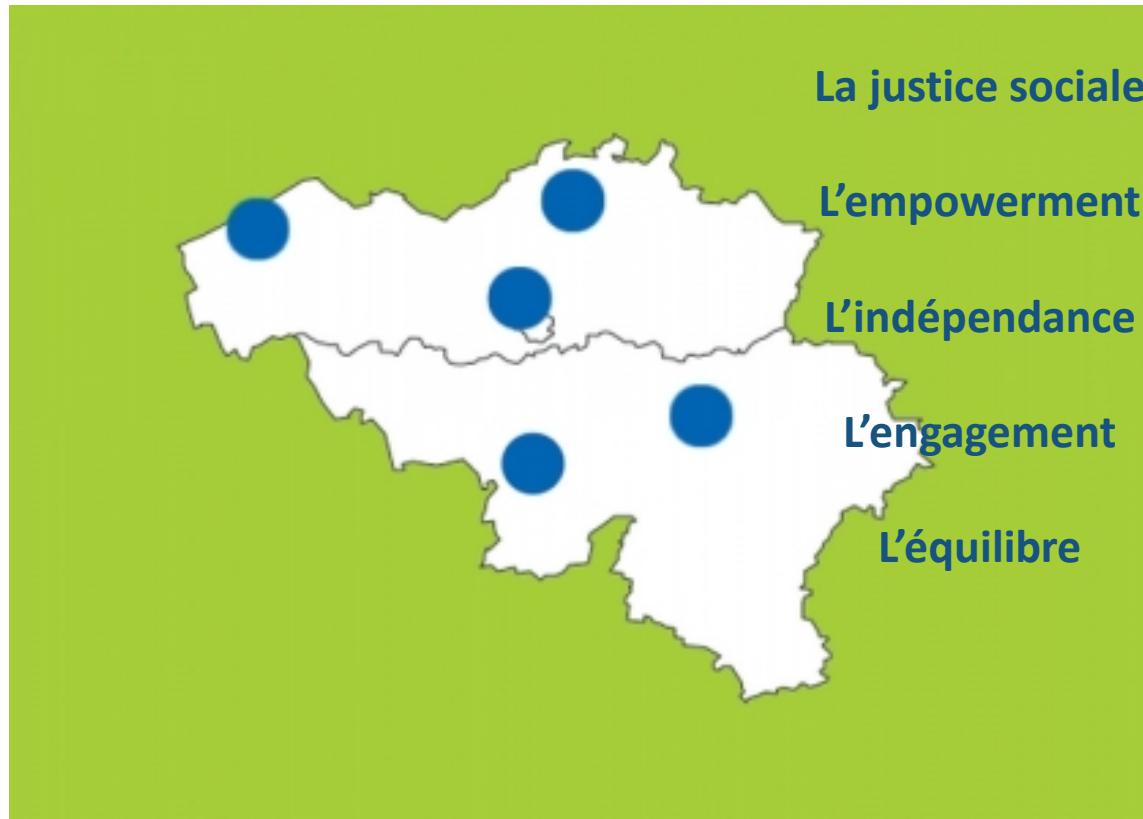 La justice sociale
L’empowerment
L’indépendance
L’engagement
L’équilibre